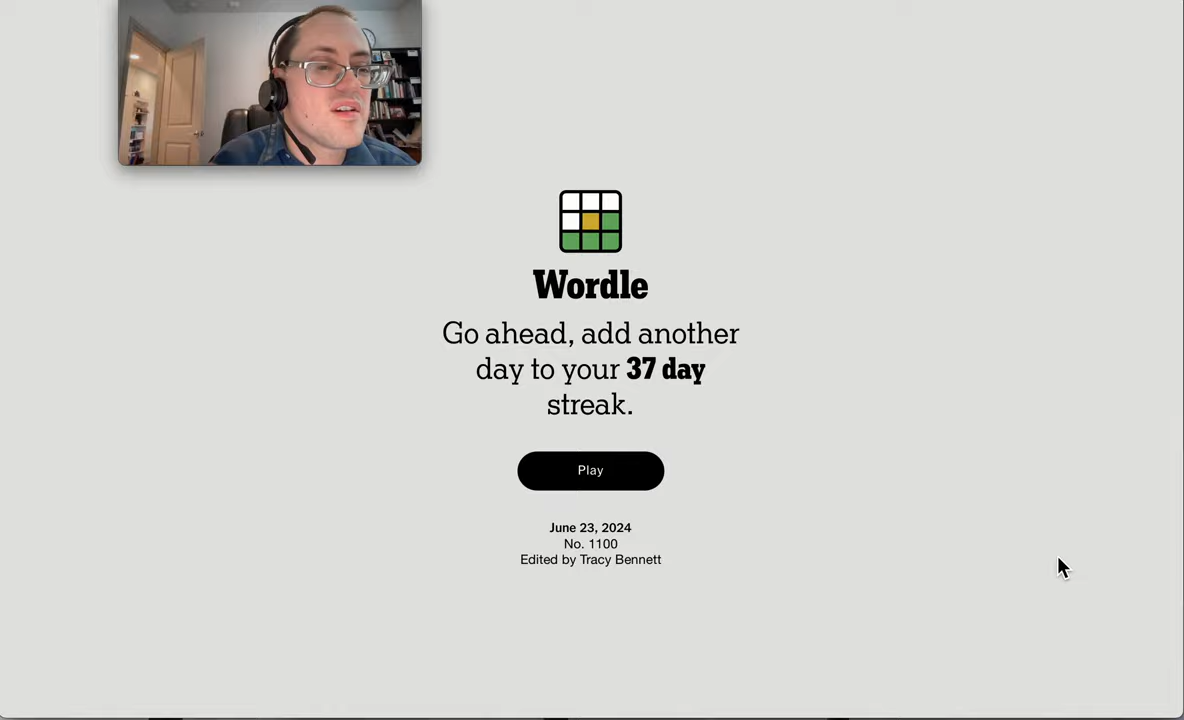 Wordle
Go ahead, add another
day to your 37 day
streak.
Play
June 23, 2024
No. 1100
Edited by Tracy Bennett